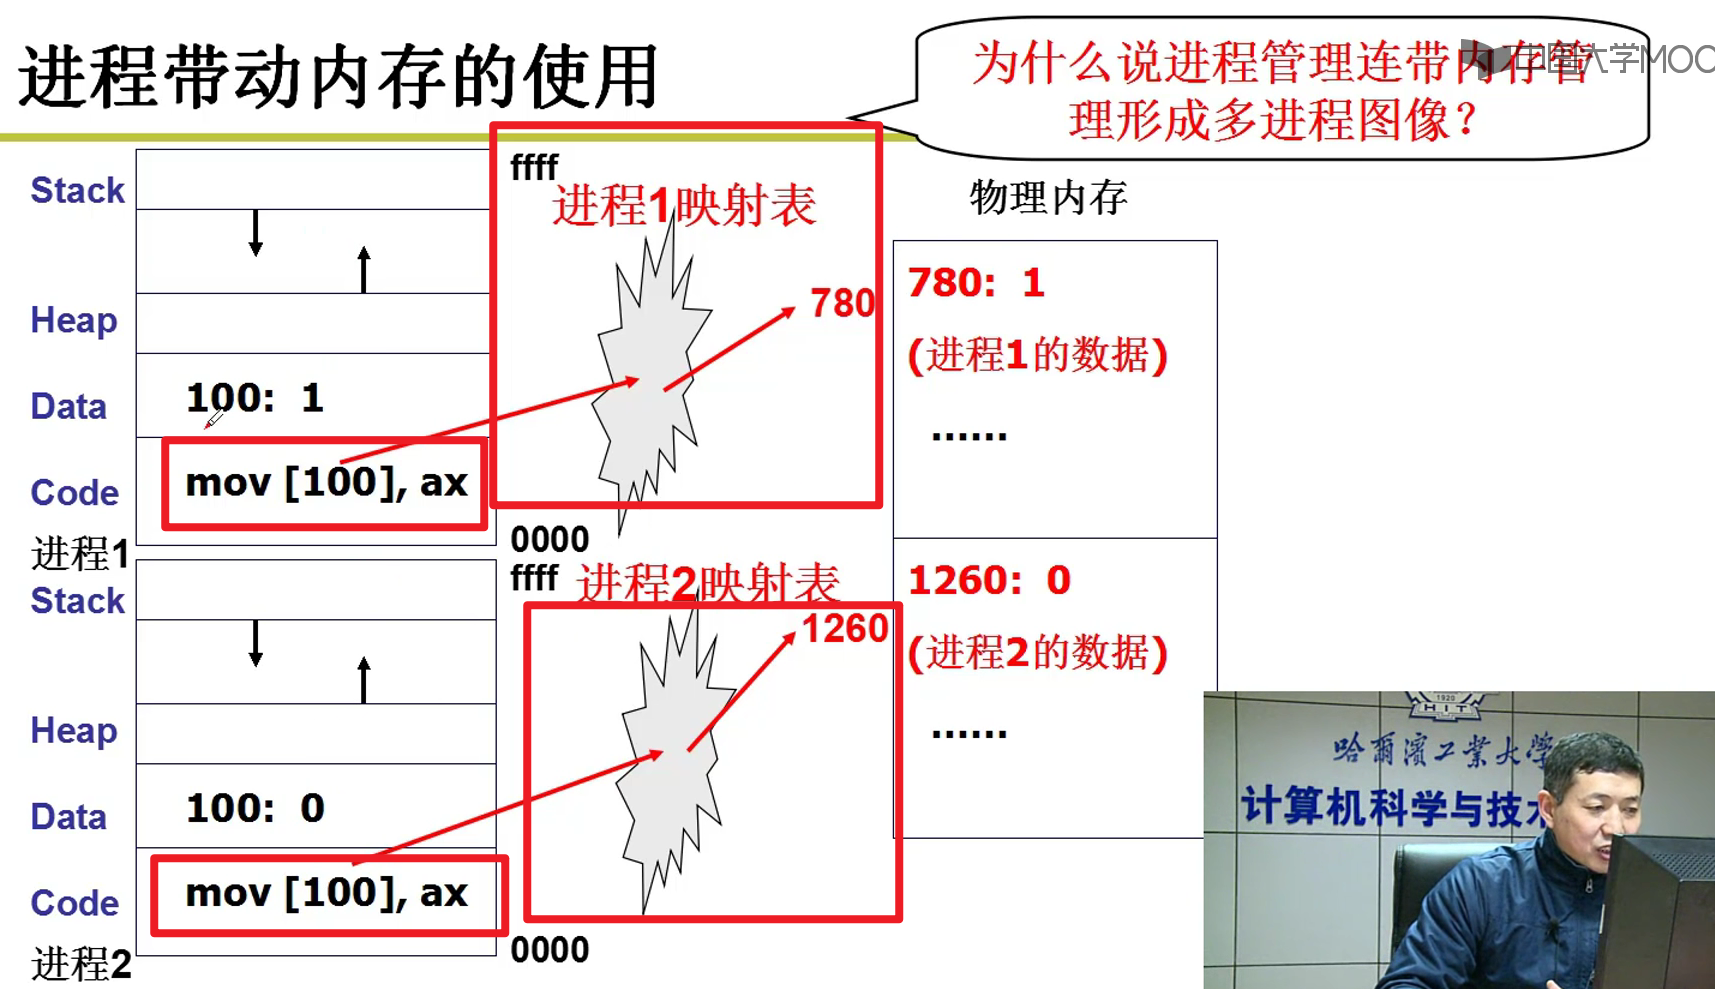 进程带动内存的使用
为什么说进程管理连带内存管
理形成多进程图像?
中国大学MOO
Stack
Heap
Data
100: 1
Code
mov [100], ax
进程1
ffff
进程1映射表
780
0000
物理内存
780: 1
(进程1的数据)
......
1260: 0
(进程2的数据)
......
Stack
Heap
Data
100: 0
Code
mov [100], ax
进程2
ffff
进程2映射表
1260
0000
1920
HIT
哈爾濱工業大學
计算机科学与技术